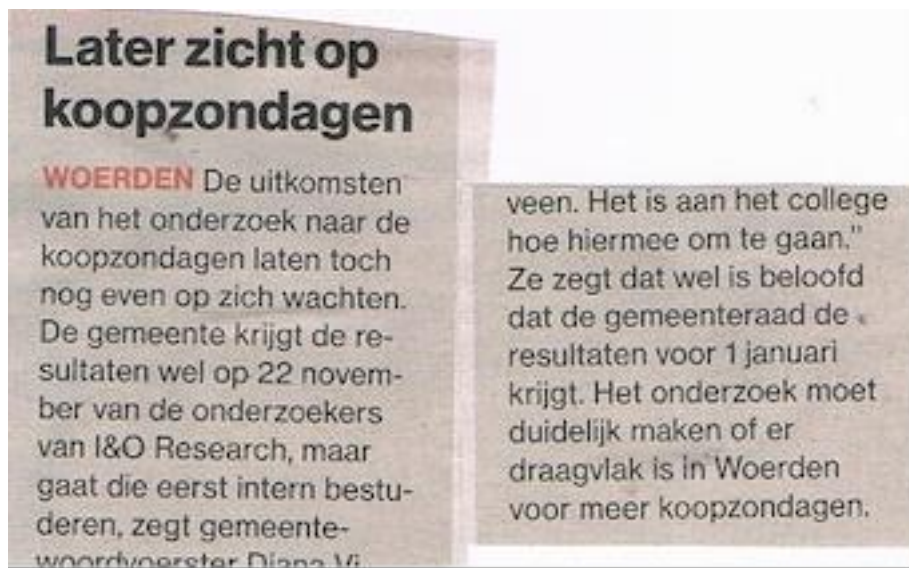 Later zicht op
koopzondagen
WOERDEN De uitkomsten
van het onderzoek naar de
koopzondagen laten toch
nog even op zich wachten.
De gemeente krijgt de re-
sultaten wel op 22 novem-
ber van de onderzoekers
van I&O Research, maar
gaat die eerst intern bestu-
deren, zegt gemeente-
woordvoerster Diana Vi
veen. Het is aan het college
hoe hiermee om te gaan."
Ze zegt dat wel is beloofd
dat de gemeenteraad de
resultaten voor 1 januari
krijgt. Het onderzoek moet
duidelijk maken of er
draagvlak is in Woerden
voor meer koopzondagen.